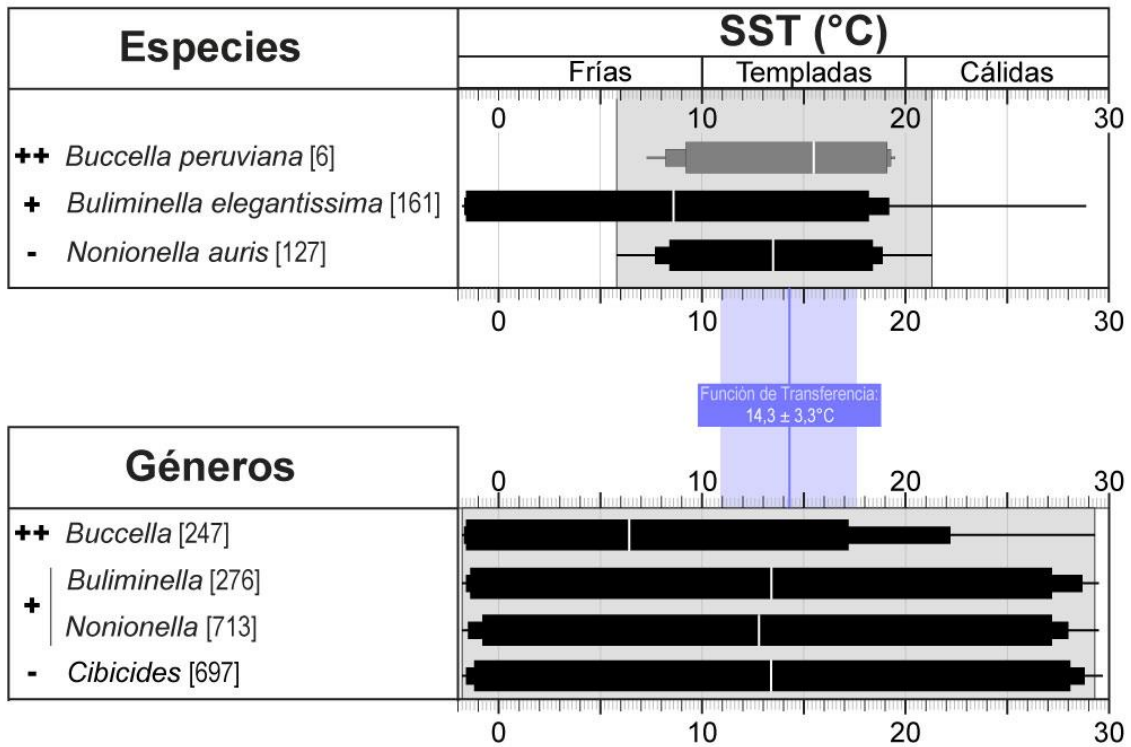 Especies
SST (°C)
Frías Templadas Cálidas
0 10 20 30
++ Buccella peruviana [6]
+ Buliminella elegantissima [161]
- Nonionella auris [127]
0 10 20 30
Función de Transferencia:
14,3 ± 3,3°C
Géneros
0 10 20 30
++ Buccella [247]
Buliminella [276]
+
Nonionella [713]
- Cibicides [697]
0 10 20 30